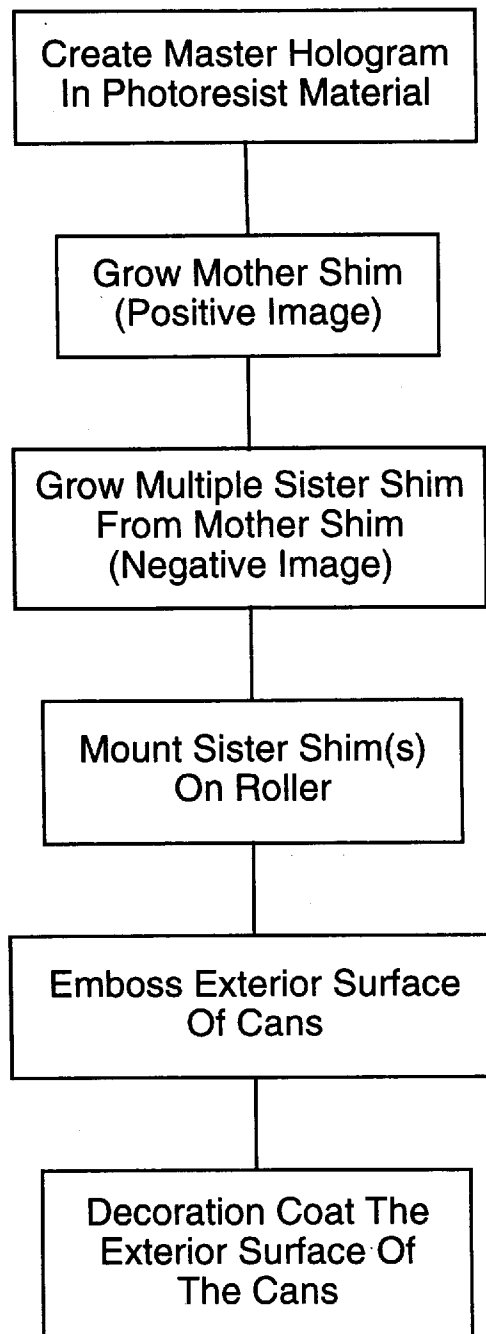 Create Master Hologram
In Photoresist Material
Grow Mother Shim
(Positive Image)
Grow Multiple Sister Shim
From Mother Shim
(Negative Image)
Mount Sister Shim(s)
On Roller
Emboss Exterior Surface
Of Cans
Decoration Coat The
Exterior Surface Of
The Cans